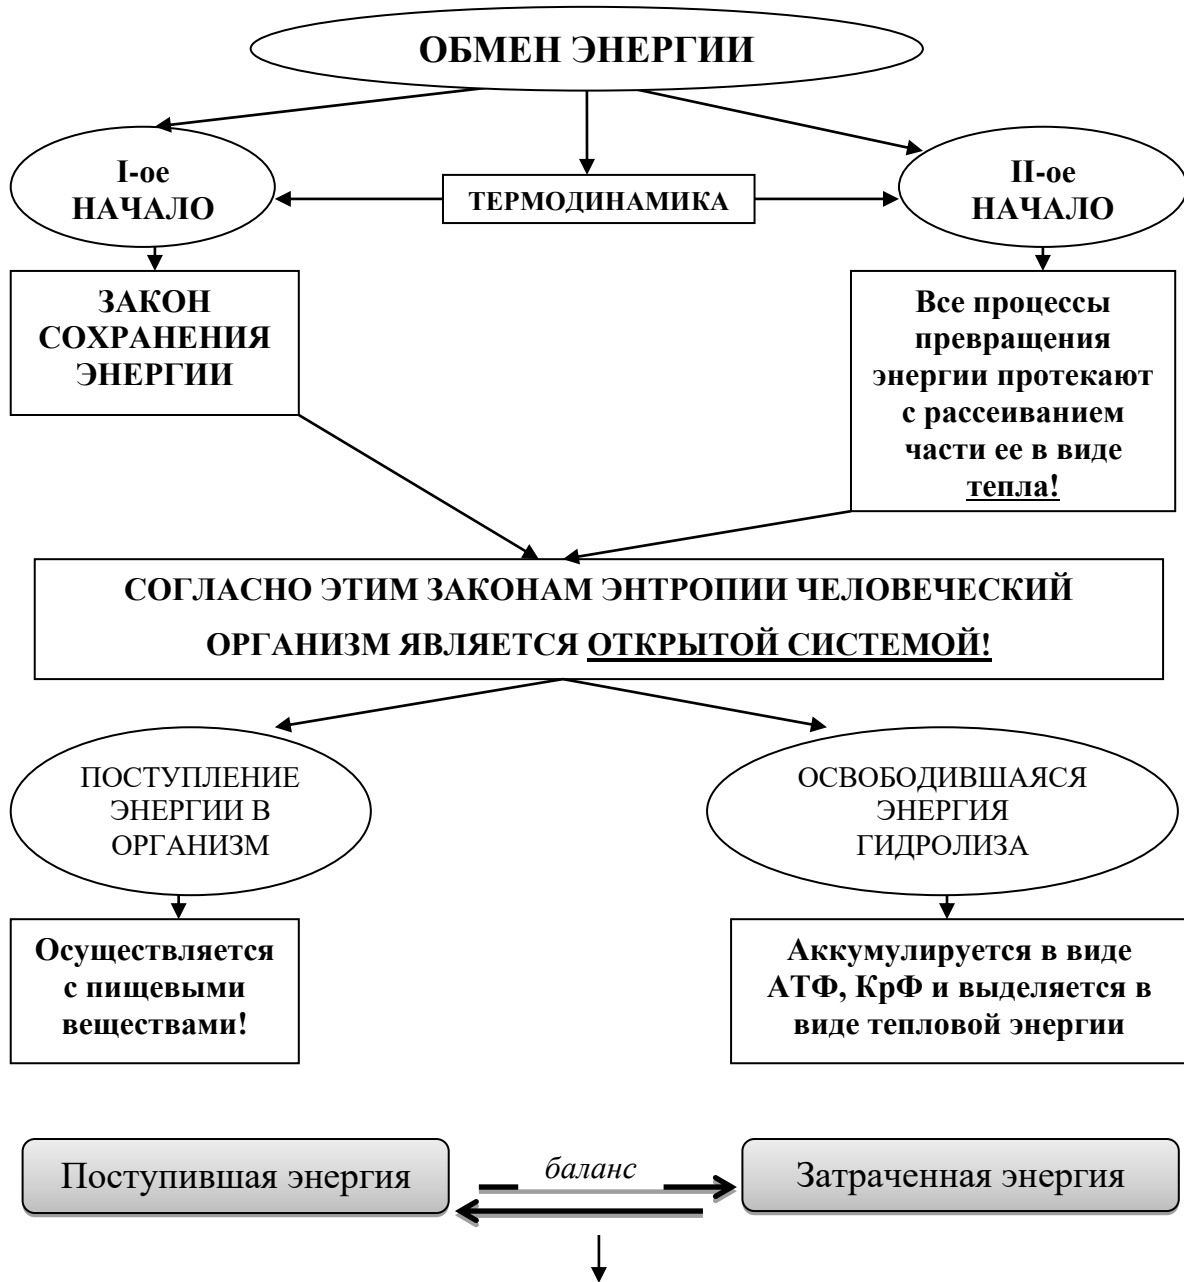 ОБМЕН ЭНЕРГИИ
I-ое
НАЧАЛО
ТЕРМОДИНАМИКА
II-ое
НАЧАЛО
ЗАКОН
СОХРАНЕНИЯ
ЭНЕРГИИ
Все процессы
превращения
энергии протекают
с рассеиванием
части ее в виде
тепла!
СОГЛАСНО ЭТИМ ЗАКОНАМ ЭНТРОПИИ ЧЕЛОВЕЧЕСКИЙ
ОРГАНИЗМ ЯВЛЯЕТСЯ ОТКРЫТОЙ СИСТЕМОЙ!
ПОСТУПЛЕНИЕ
ЭНЕРГИИ В
ОРГАНИЗМ
ОСВОБОДИВШАЯСЯ
ЭНЕРГИЯ
ГИДРОЛИЗА
Осуществляется
с пищевыми
веществами!
Аккумулируется в виде
АТФ, КрФ и выделяется в
виде тепловой энергии
Поступившая энергия
баланс
Затраченная энергия